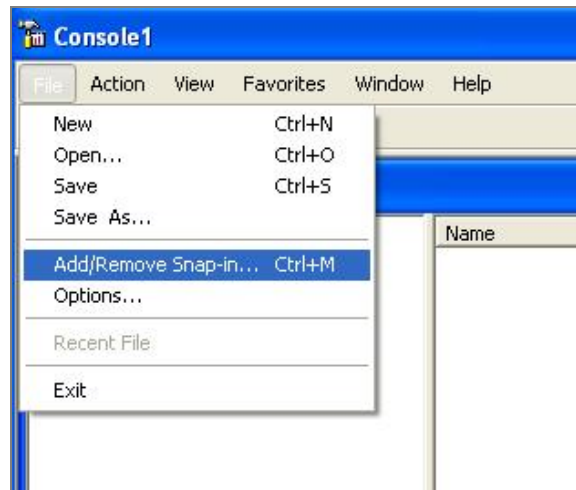 Console1
File Action View Favorites Window Help
New Ctrl+N
Open... Ctrl+O
Save Ctrl+S
Save As...
Name
Add/Remove Snap-in... Ctrl+M
Options...
Recent File
Exit